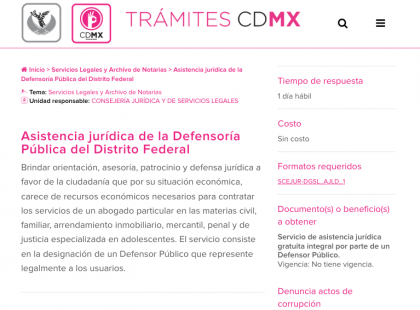 CDMX
TRÁMITES CDMX
Inicio > Servicios Legales y Archivo de Notarías > Asistencia jurídica de la
Defensoría Pública del Distrito Federal
Tema: Servicios Legales y Archivo de Notarías
Unidad responsable: CONSEJERÍA JURÍDICA Y DE SERVICIOS LEGALES
Asistencia jurídica de la Defensoría
Pública del Distrito Federal
Brindar orientación, asesoría, patrocinio y defensa jurídica a
favor de la ciudadanía que por su situación económica,
carece de recursos económicos necesarios para contratar
los servicios de un abogado particular en las materias civil,
familiar, arrendamiento inmobiliario, mercantil, penal y de
justicia especializada en adolescentes. El servicio consiste
en la designación de un Defensor Público que represente
legalmente a los usuarios.
Tiempo de respuesta
1 día hábil
Costo
Sin costo
Formatos requeridos
SCEJUP-DGSL_AJLD_1
Documento(s) o beneficio(s)
a obtener
Servicio de asistencia jurídica
gratuita integral por parte de un
Defensor Público.
Vigencia: No tiene vigencia.
Denuncia actos de
corrupción